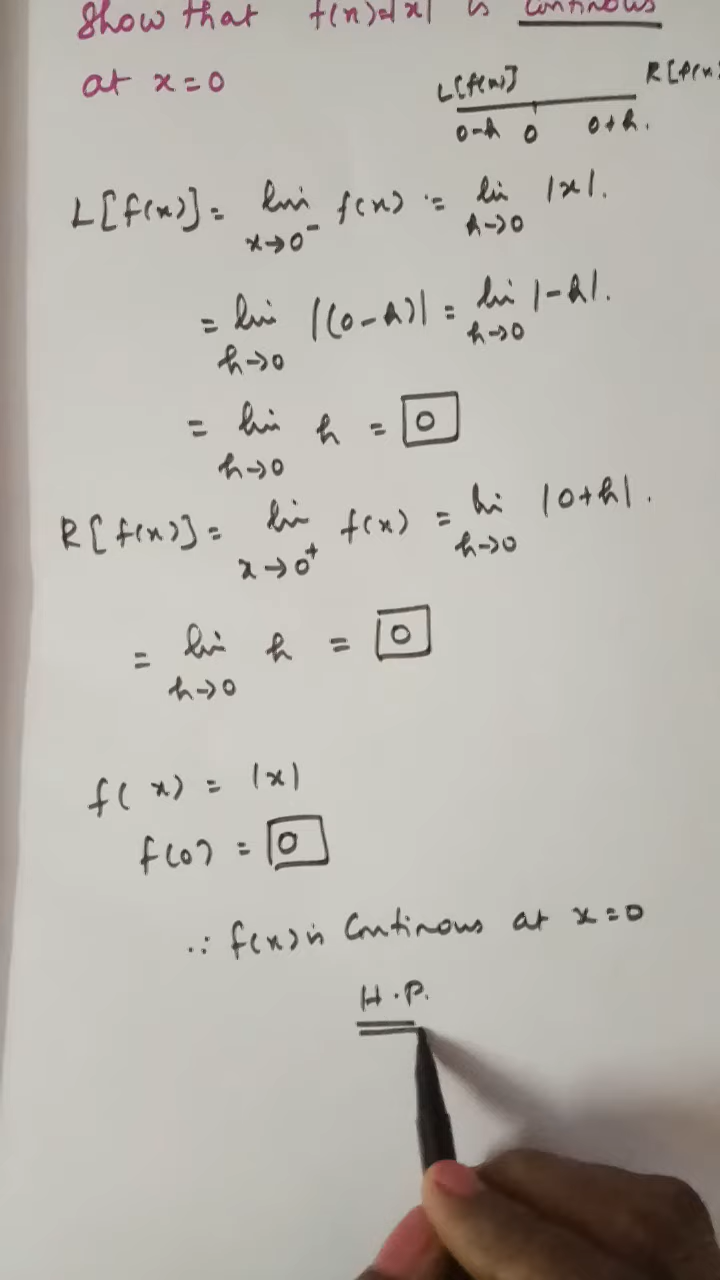 Show that f(x)=|x| is continous
at x=0
L[f(x)] R[f(x)
0-h 0 0+h.
L[f(x)] = lim x→0⁻ f(x) = lim h→0 |x|.
= lim h→0 |(0-h)| = lim h→0 |-h|.
= lim h→0 h = 0
R[f(x)] = lim x→0⁺ f(x) = lim h→0 |0+h|.
= lim h→0 h = 0
f(x) = |x|
f(0) = 0
∴ f(x) is Continous at x=0
H.P.